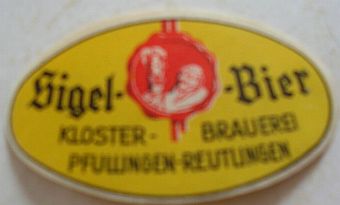 Sigel-Bier
KLOSTER-BRAUEREI
PFULLINGEN-REUTLINGEN